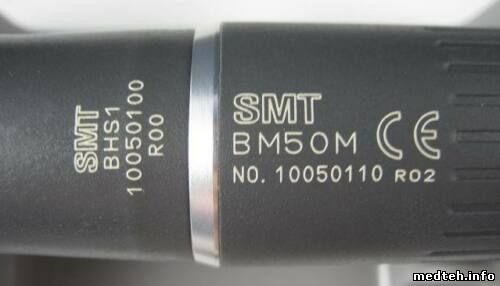 SMT
BHS1
10050100
R00
SMT
BM50M CE
NO. 10050110 R02
medteh.info